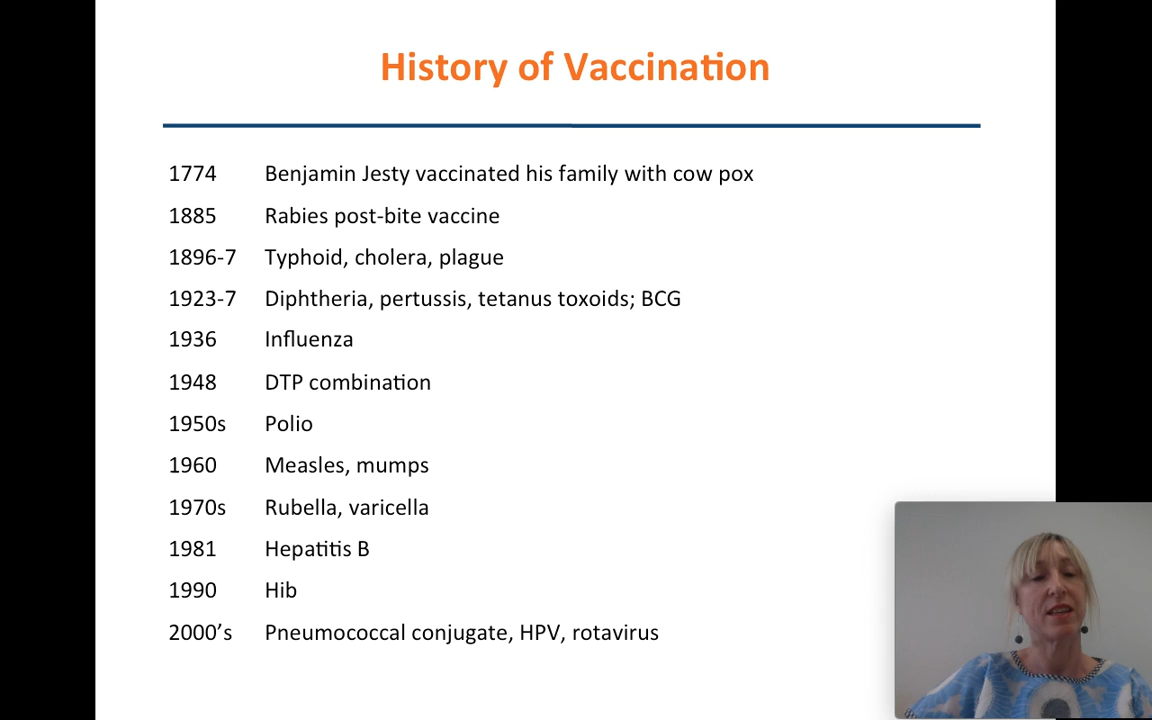 History of Vaccination
1774 Benjamin Jesty vaccinated his family with cow pox
1885 Rabies post-bite vaccine
1896-7 Typhoid, cholera, plague
1923-7 Diphtheria, pertussis, tetanus toxoids; BCG
1936 Influenza
1948 DTP combination
1950s Polio
1960 Measles, mumps
1970s Rubella, varicella
1981 Hepatitis B
1990 Hib
2000’s Pneumococcal conjugate, HPV, rotavirus